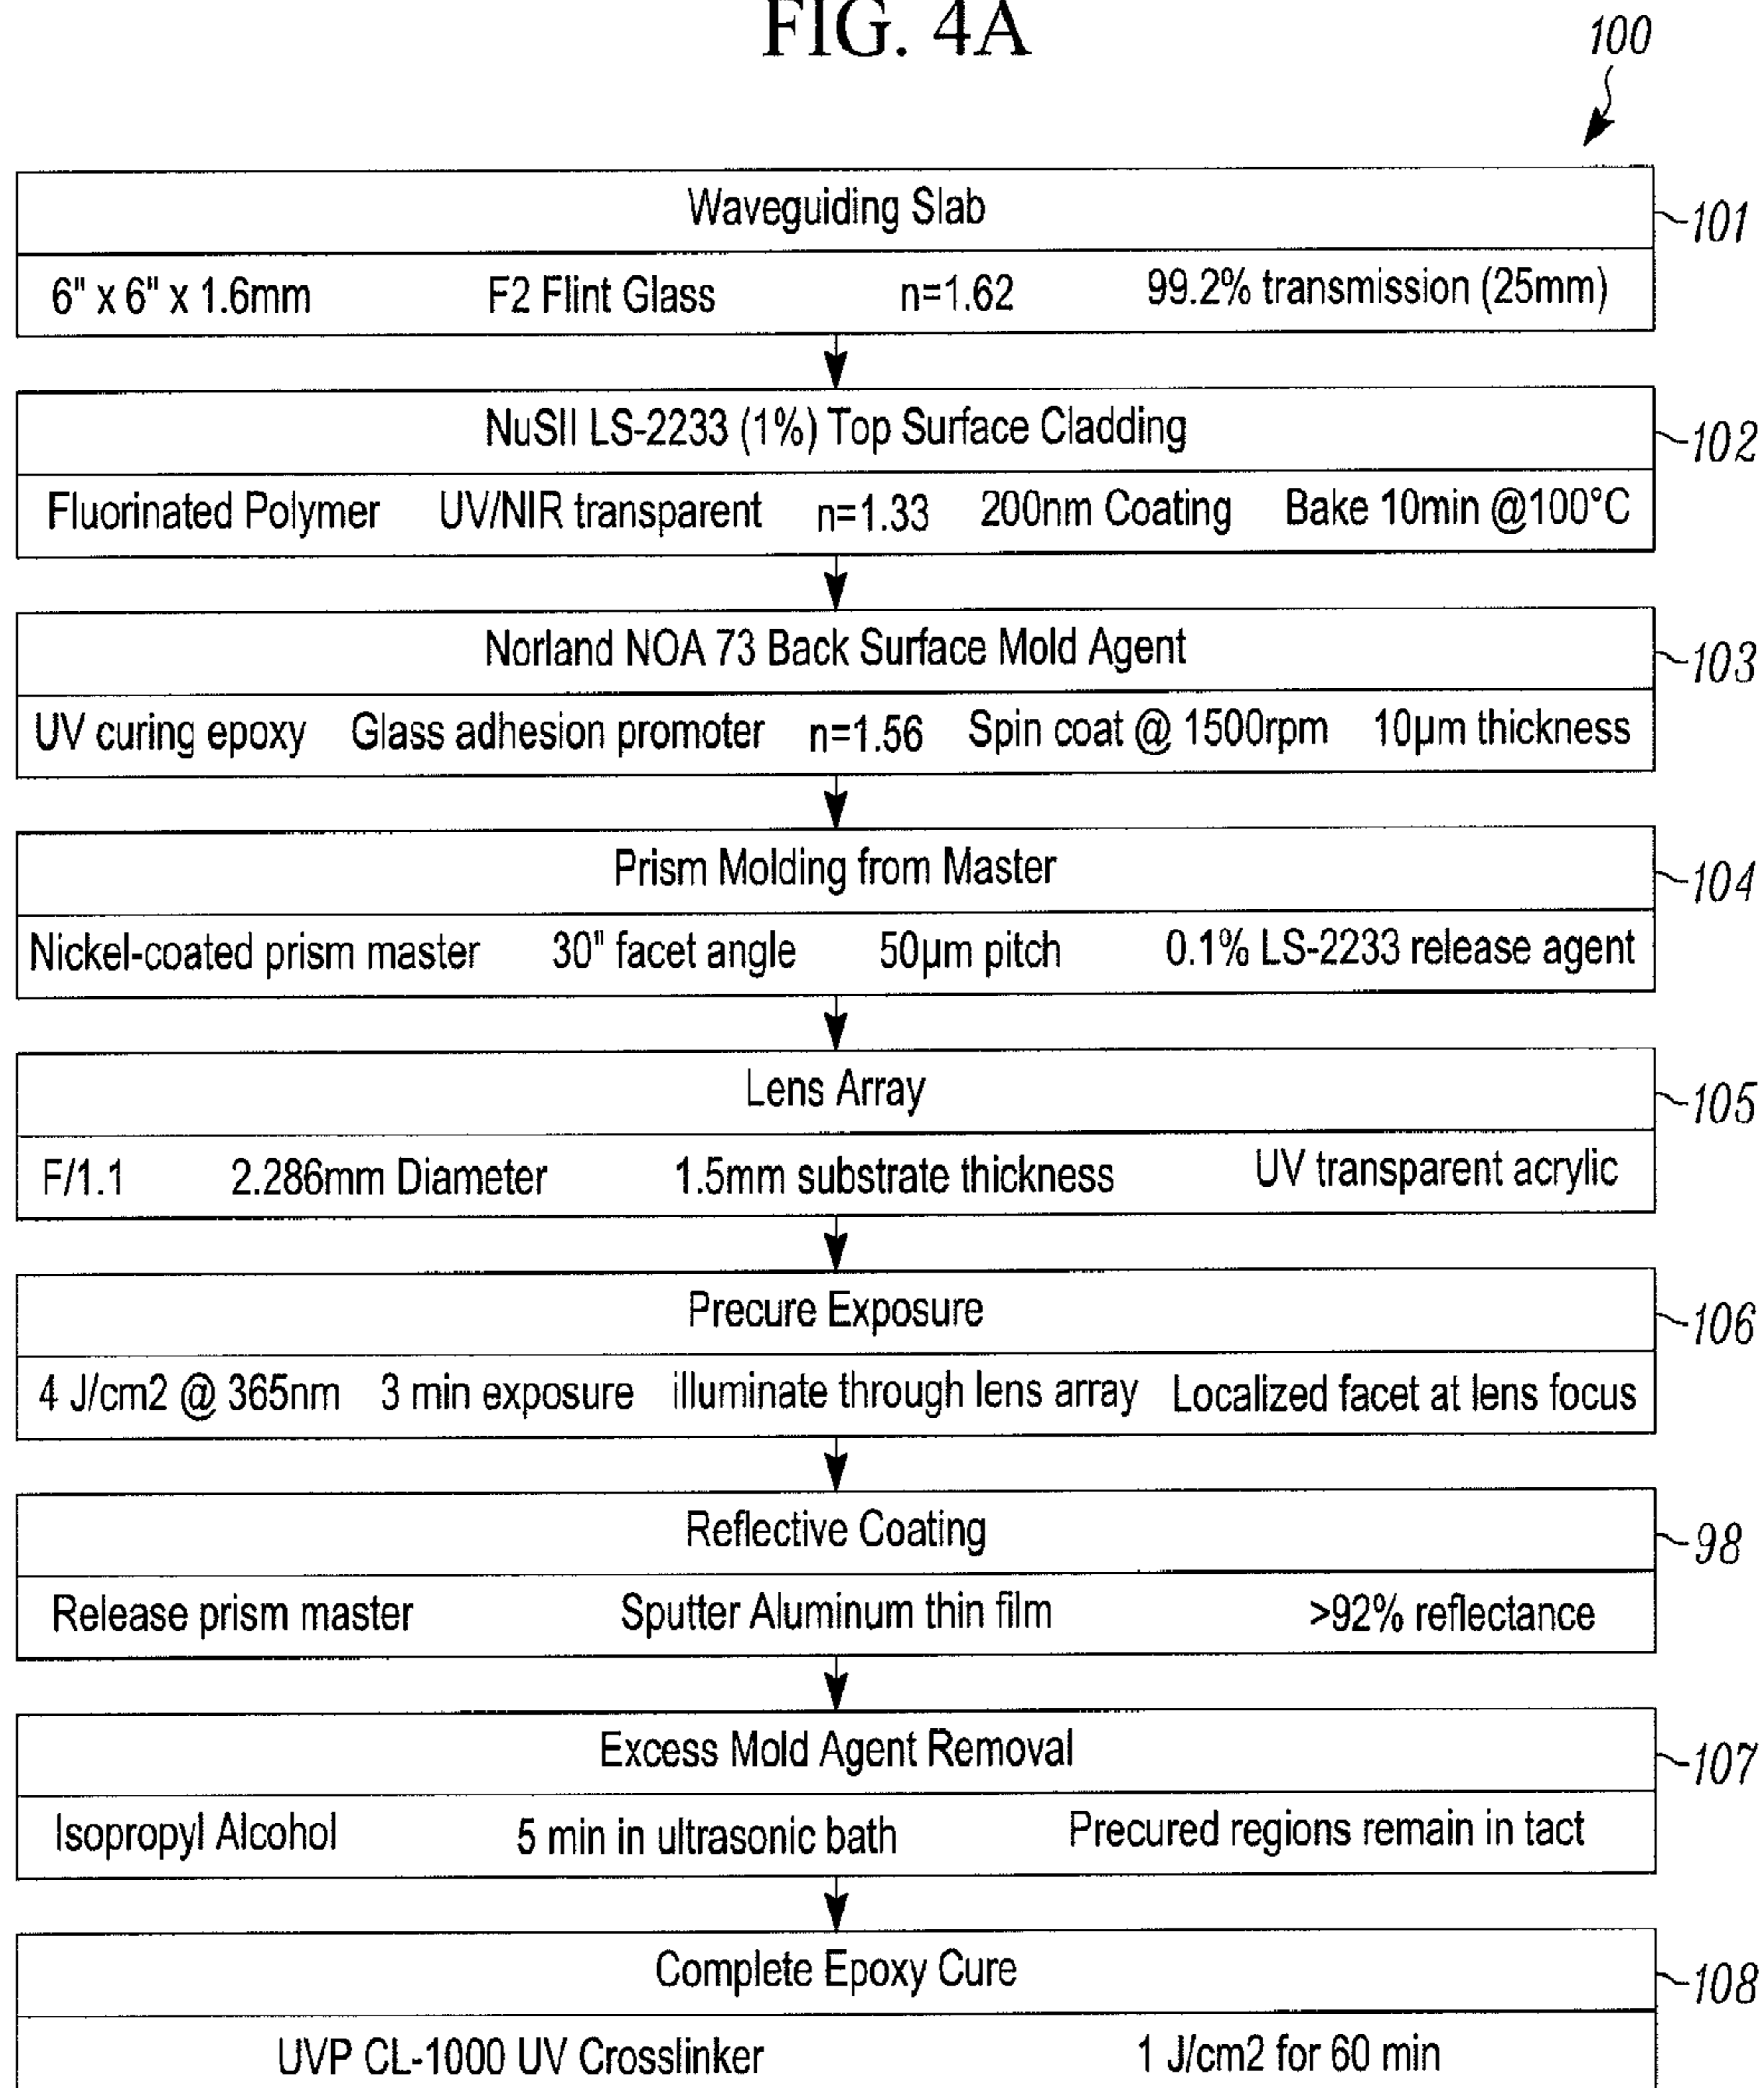 FIG. 4A
100
Waveguiding Slab
101
6" x 6" x 1.6mm F2 Flint Glass n=1.62 99.2% transmission (25mm)
NuSII LS-2233 (1%) Top Surface Cladding
102
Fluorinated Polymer UV/NIR transparent n=1.33 200nm Coating Bake 10min @100°C
Norland NOA 73 Back Surface Mold Agent
103
UV curing epoxy Glass adhesion promoter n=1.56 Spin coat @ 1500rpm 10µm thickness
Prism Molding from Master
104
Nickel-coated prism master 30" facet angle 50µm pitch 0.1% LS-2233 release agent
Lens Array
105
F/1.1 2.286mm Diameter 1.5mm substrate thickness UV transparent acrylic
Precure Exposure
106
4 J/cm2 @ 365nm 3 min exposure illuminate through lens array Localized facet at lens focus
Reflective Coating
98
Release prism master Sputter Aluminum thin film >92% reflectance
Excess Mold Agent Removal
107
Isopropyl Alcohol 5 min in ultrasonic bath Precured regions remain in tact
Complete Epoxy Cure
108
UVP CL-1000 UV Crosslinker 1 J/cm2 for 60 min